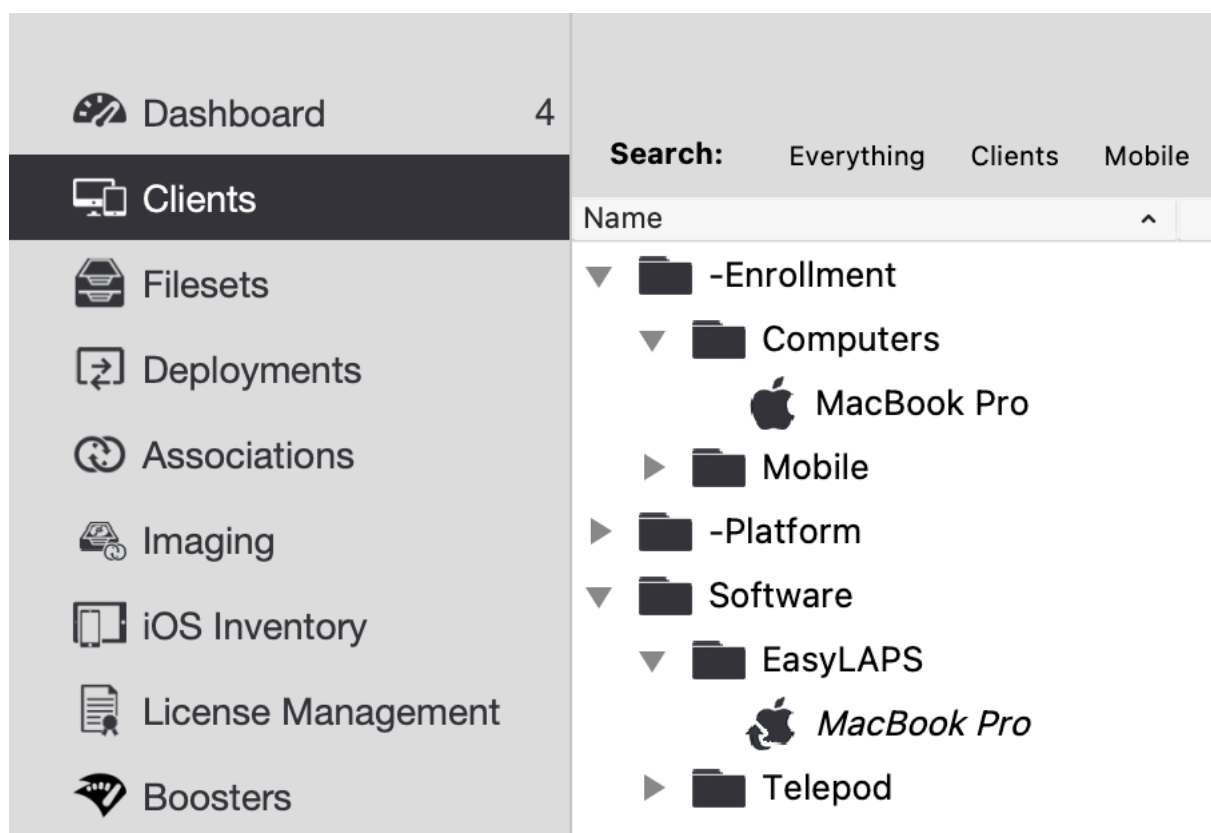 Dashboard 4
Clients
Filesets
Deployments
Associations
Imaging
iOS Inventory
License Management
Boosters
Search: Everything Clients Mobile
Name
-Enrollment
Computers
MacBook Pro
Mobile
-Platform
Software
EasyLAPS
MacBook Pro
Telepod